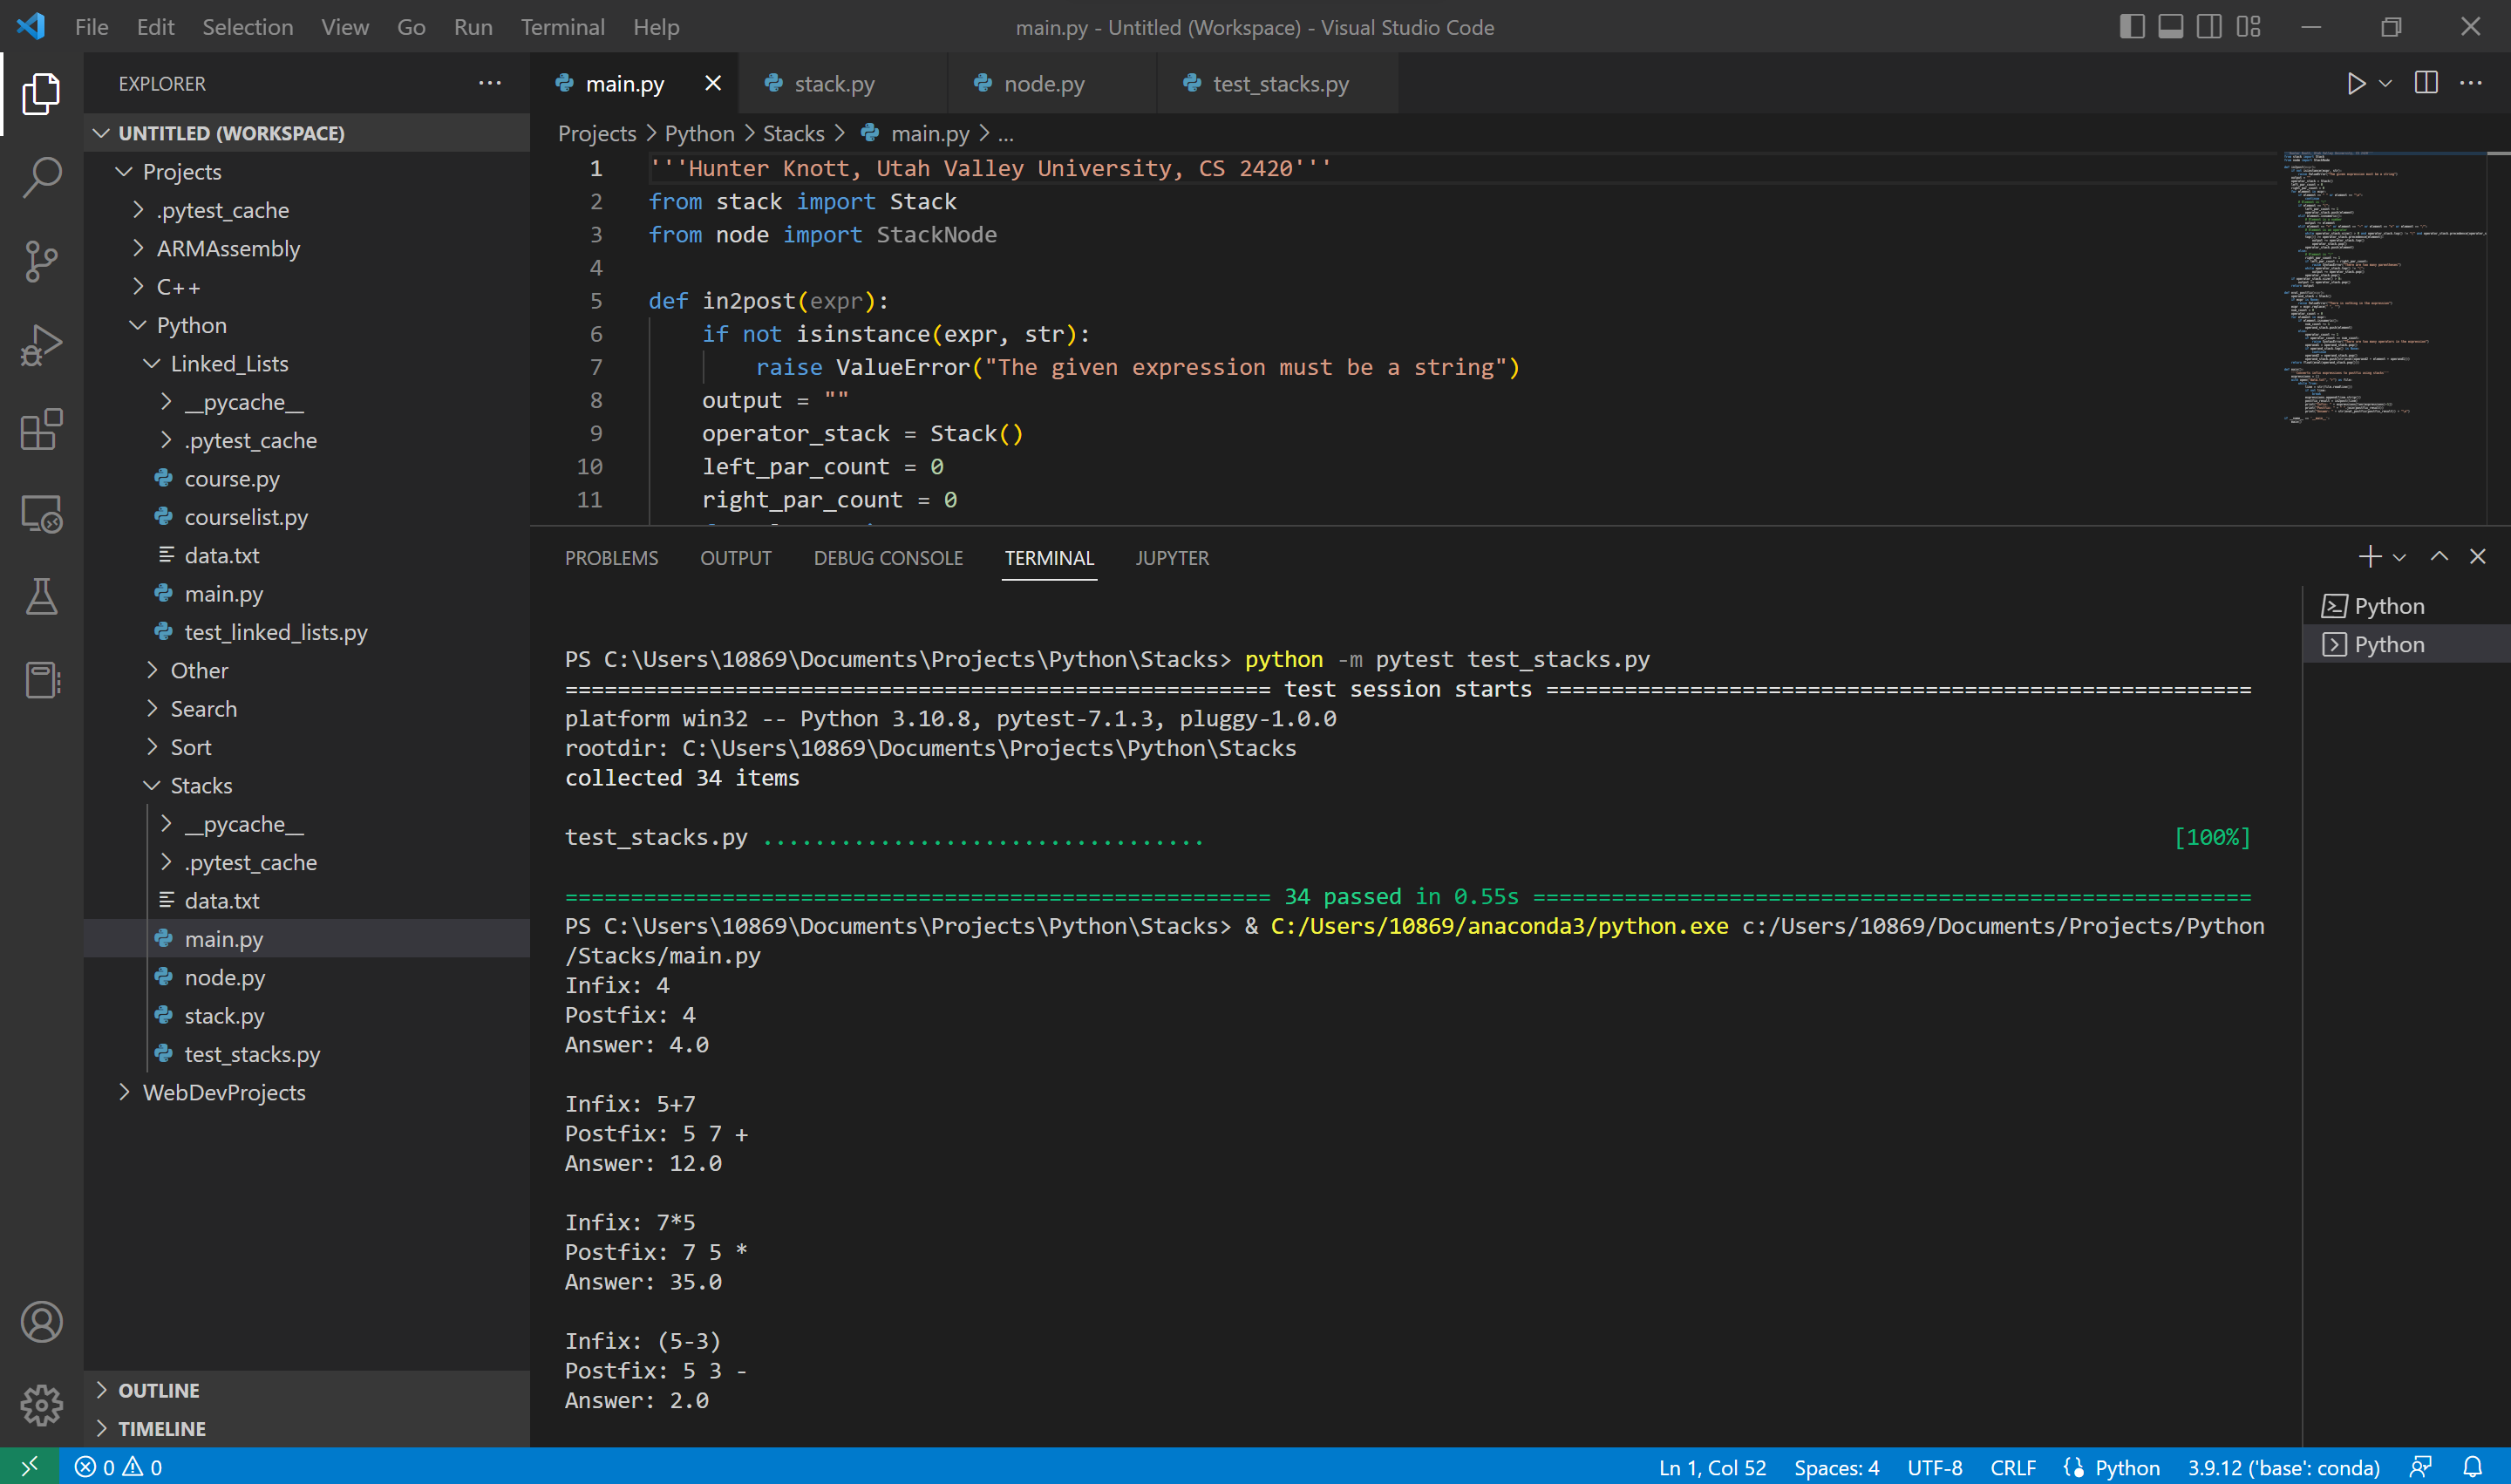 File Edit Selection View Go Run Terminal Help
main.py - Untitled (Workspace) - Visual Studio Code
EXPLORER
UNTITLED (WORKSPACE)
Projects
.pytest_cache
ARMAssembly
C++
Python
Linked_Lists
__pycache__
.pytest_cache
course.py
courselist.py
data.txt
main.py
test_linked_lists.py
Other
Search
Sort
Stacks
__pycache__
.pytest_cache
data.txt
main.py
node.py
stack.py
test_stacks.py
WebDevProjects
OUTLINE
TIMELINE
main.py stack.py node.py test_stacks.py
Projects > Python > Stacks > main.py > ...
1 '''Hunter Knott, Utah Valley University, CS 2420'''
2 from stack import Stack
3 from node import StackNode
4
5 def in2post(expr):
6 if not isinstance(expr, str):
7 raise ValueError("The given expression must be a string")
8 output = ""
9 operator_stack = Stack()
10 left_par_count = 0
11 right_par_count = 0
PROBLEMS OUTPUT DEBUG CONSOLE TERMINAL JUPYTER
Python
Python
PS C:\Users\10869\Documents\Projects\Python\Stacks> python -m pytest test_stacks.py
====================================================== test session starts ======================================================
platform win32 -- Python 3.10.8, pytest-7.1.3, pluggy-1.0.0
rootdir: C:\Users\10869\Documents\Projects\Python\Stacks
collected 34 items
test_stacks.py .................................. [100%]
====================================================== 34 passed in 0.55s =======================================================
PS C:\Users\10869\Documents\Projects\Python\Stacks> & C:/Users/10869/anaconda3/python.exe c:/Users/10869/Documents/Projects/Python
/Stacks/main.py
Infix: 4
Postfix: 4
Answer: 4.0
Infix: 5+7
Postfix: 5 7 +
Answer: 12.0
Infix: 7*5
Postfix: 7 5 *
Answer: 35.0
Infix: (5-3)
Postfix: 5 3 -
Answer: 2.0
0 0
Ln 1, Col 52 Spaces: 4 UTF-8 CRLF Python 3.9.12 ('base': conda)